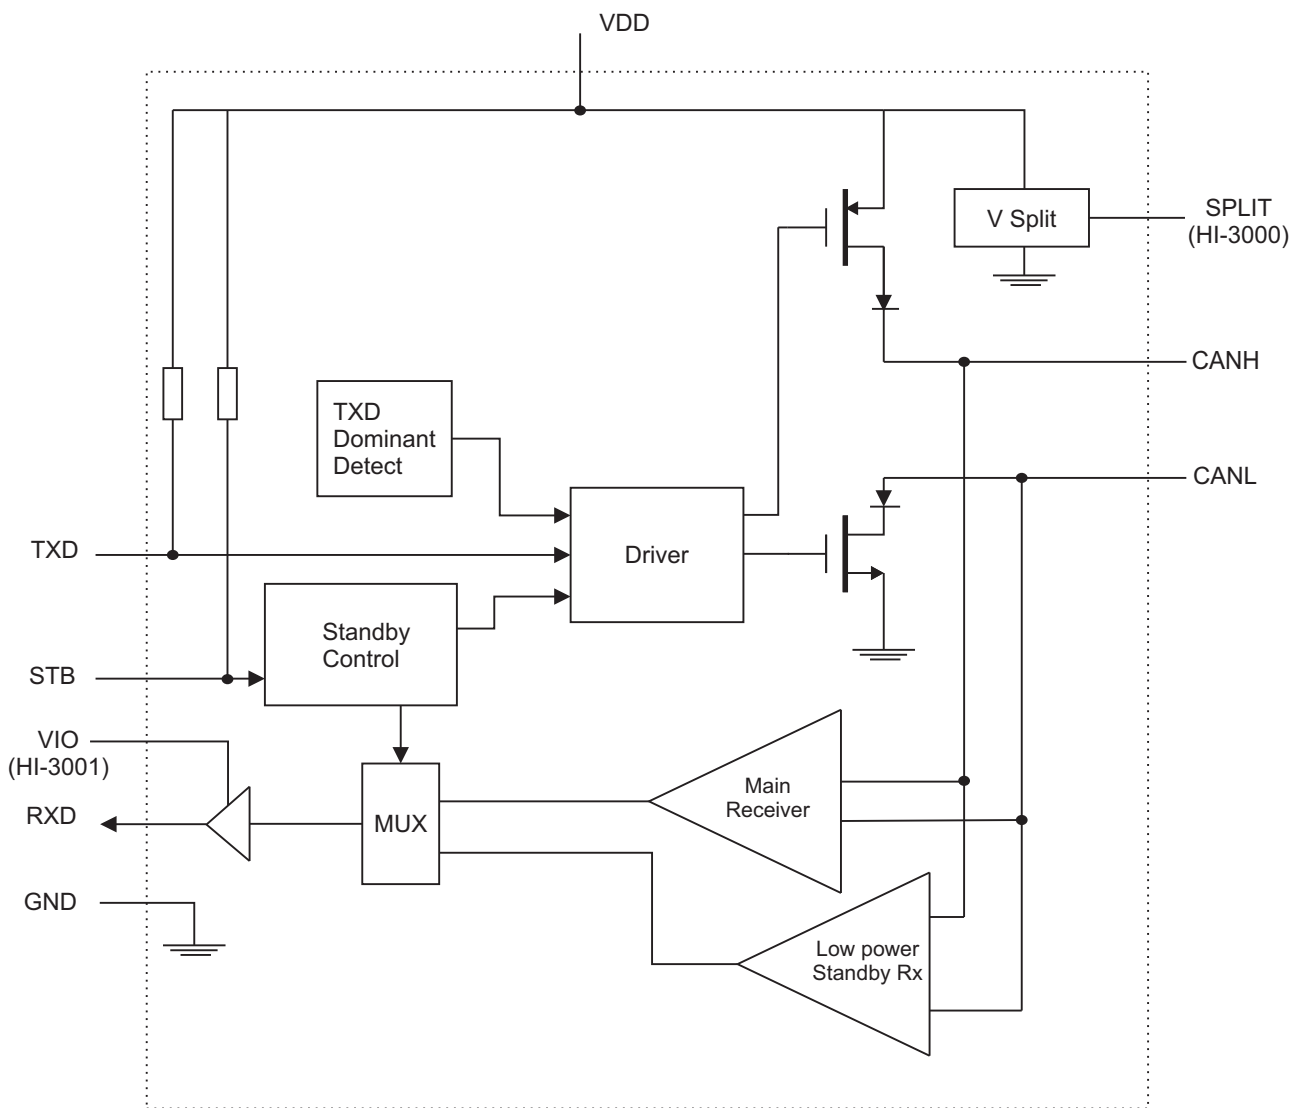 VDD
V Split
SPLIT
(HI-3000)
CANH
TXD
Dominant
Detect
CANL
TXD
Driver
Standby
Control
STB
VIO
(HI-3001)
RXD
MUX
Main
Receiver
GND
Low power
Standby Rx